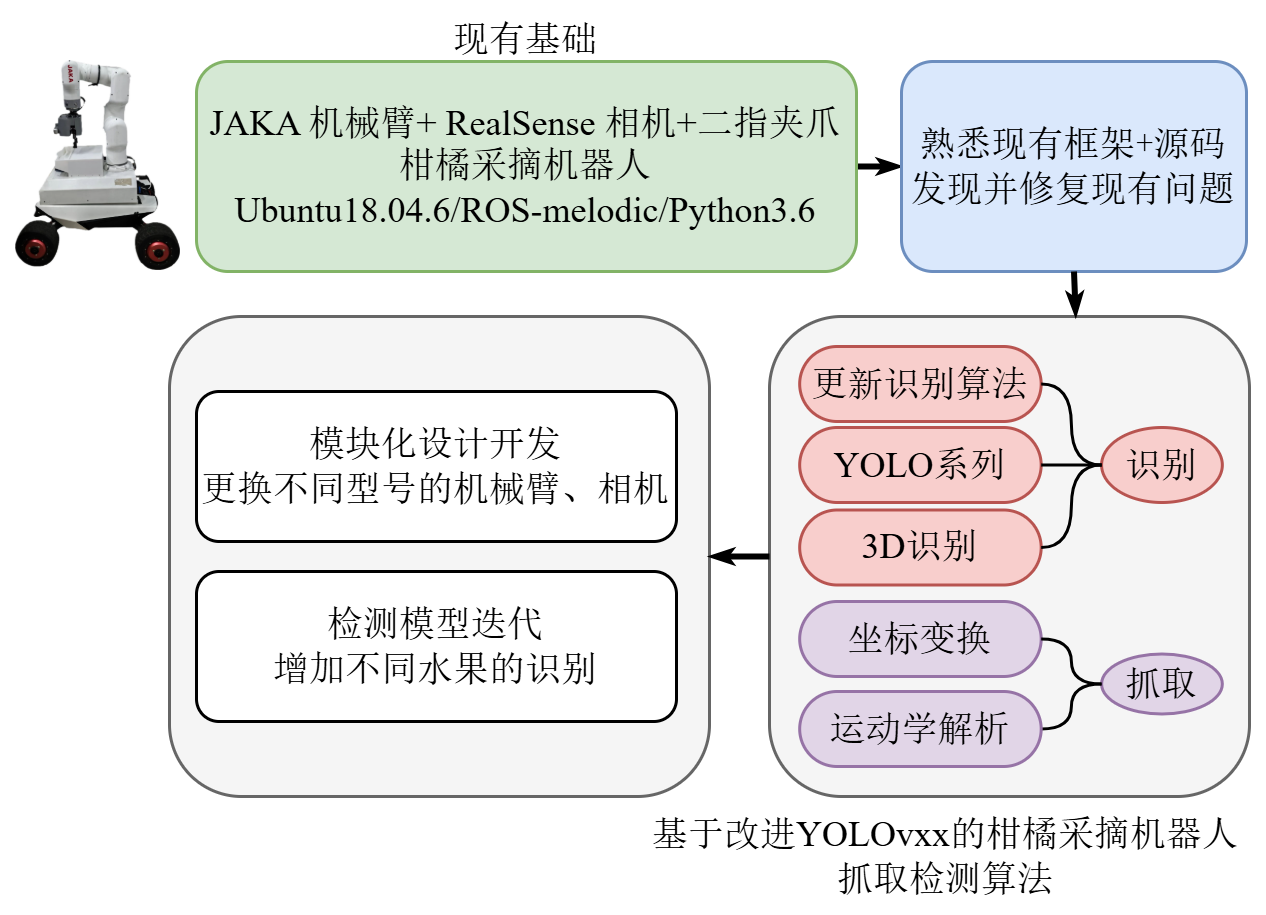 现有基础
JAKA
JAKA 机械臂+ RealSense 相机+二指夹爪
柑橘采摘机器人
Ubuntu18.04.6/ROS-melodic/Python3.6
熟悉现有框架+源码
发现并修复现有问题
更新识别算法
YOLO系列
3D识别
识别
坐标变换
运动学解析
抓取
基于改进YOLOvxx的柑橘采摘机器人
抓取检测算法
模块化设计开发
更换不同型号的机械臂、相机
检测模型迭代
增加不同水果的识别